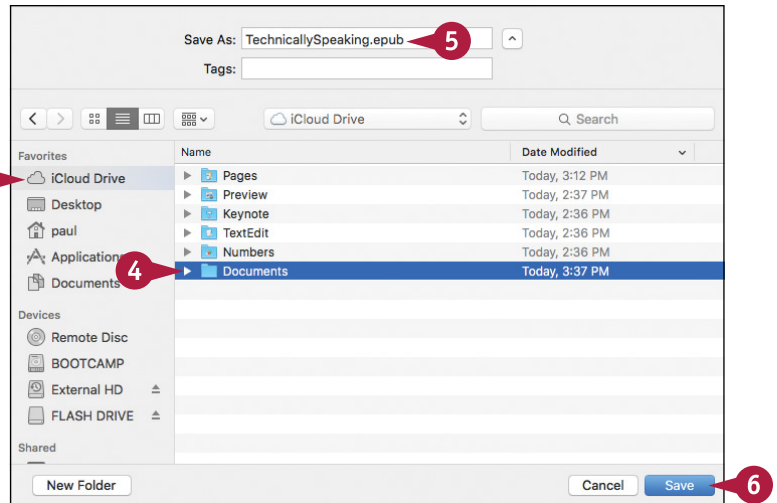 Save As: TechnicallySpeaking.epub 5
Tags:
iCloud Drive Search
Favorites Name Date Modified
iCloud Drive Pages Today, 3:12 PM
Desktop Preview Today, 2:37 PM
paul Keynote Today, 2:36 PM
TextEdit Today, 2:36 PM
Applications Numbers Today, 2:36 PM
4 Documents Today, 3:37 PM
Documents
Devices
Remote Disc
BOOTCAMP
External HD
FLASH DRIVE
Shared
New Folder Cancel Save 6